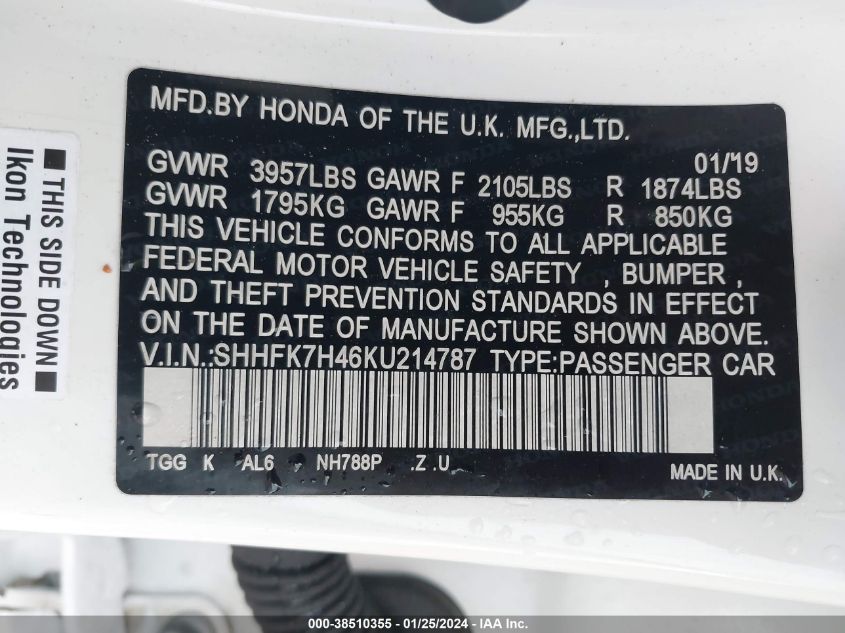 MFD.BY HONDA OF THE U.K. MFG.,LTD.
01/19
GVWR 3957LBS GAWR F 2105LBS R 1874LBS
GVWR 1795KG GAWR F 955KG R 850KG
THIS VEHICLE CONFORMS TO ALL APPLICABLE
FEDERAL MOTOR VEHICLE SAFETY , BUMPER ,
AND THEFT PREVENTION STANDARDS IN EFFECT
ON THE DATE OF MANUFACTURE SHOWN ABOVE.
V.I.N.:SHHFK7H46KU214787 TYPE:PASSENGER CAR
TGG K AL6 NH788P .Z .U
MADE IN U.K.
THIS SIDE DOWN
Ikon Technologies
000-38510355 - 01/25/2024 - IAA Inc.